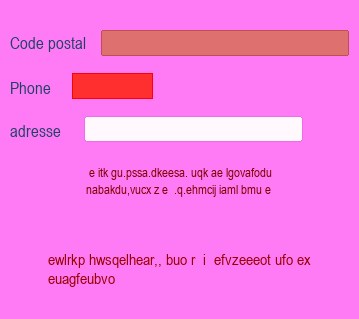 Code postal
Phone
adresse
e itk gu.pssa.dkeesa. uqk ae lgovafodu
nabakdu,vucx z e .q.ehmcij iaml bmu e
ewlrkp hwsqelhear,, buo r i efvzeeeot ufo ex
euagfeubvo